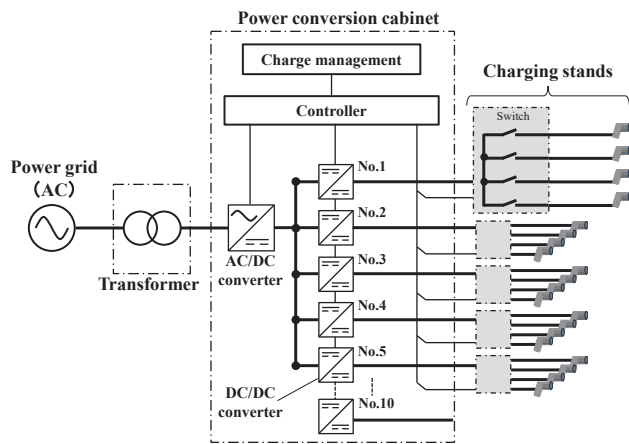 Power conversion cabinet
Charge management
Controller
Charging stands
Switch
Power grid
(AC)
Transformer
AC/DC
converter
No.1
No.2
No.3
No.4
No.5
No.10
DC/DC
converter